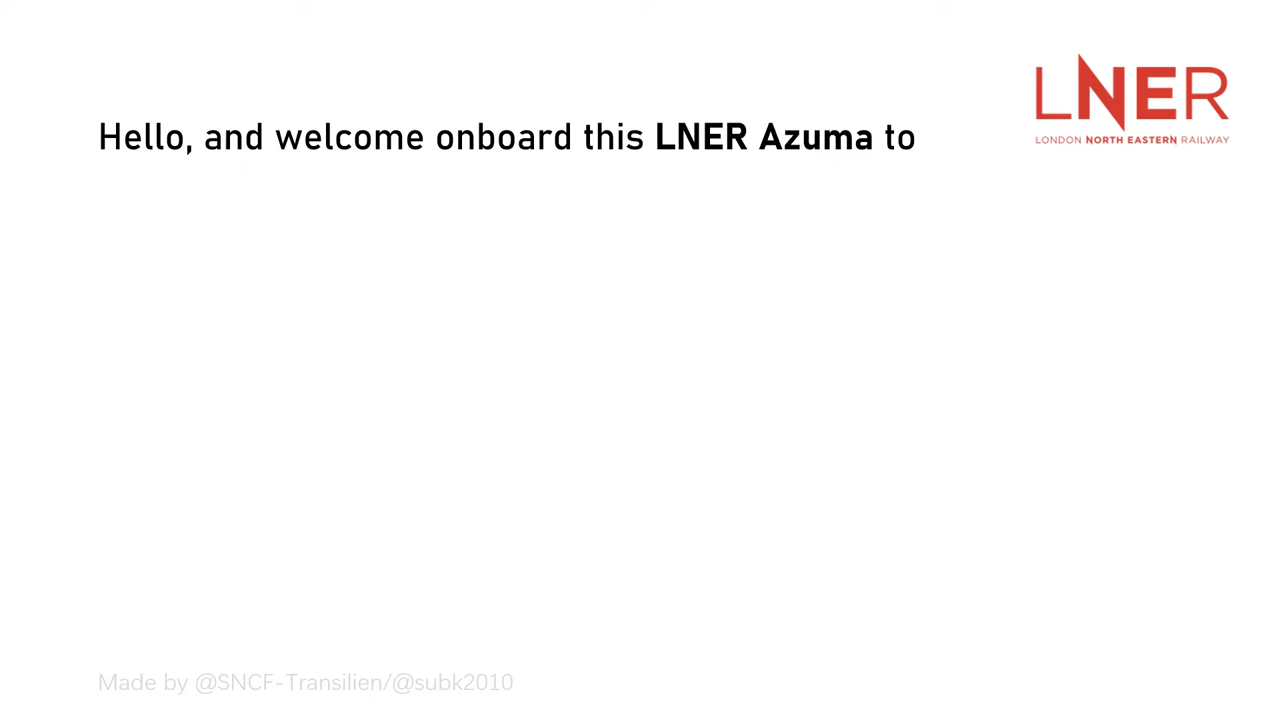 Hello, and welcome onboard this LNER Azuma to
LNER
LONDON NORTH EASTERN RAILWAY
Made by @SNCF-Transilien/@subk2010